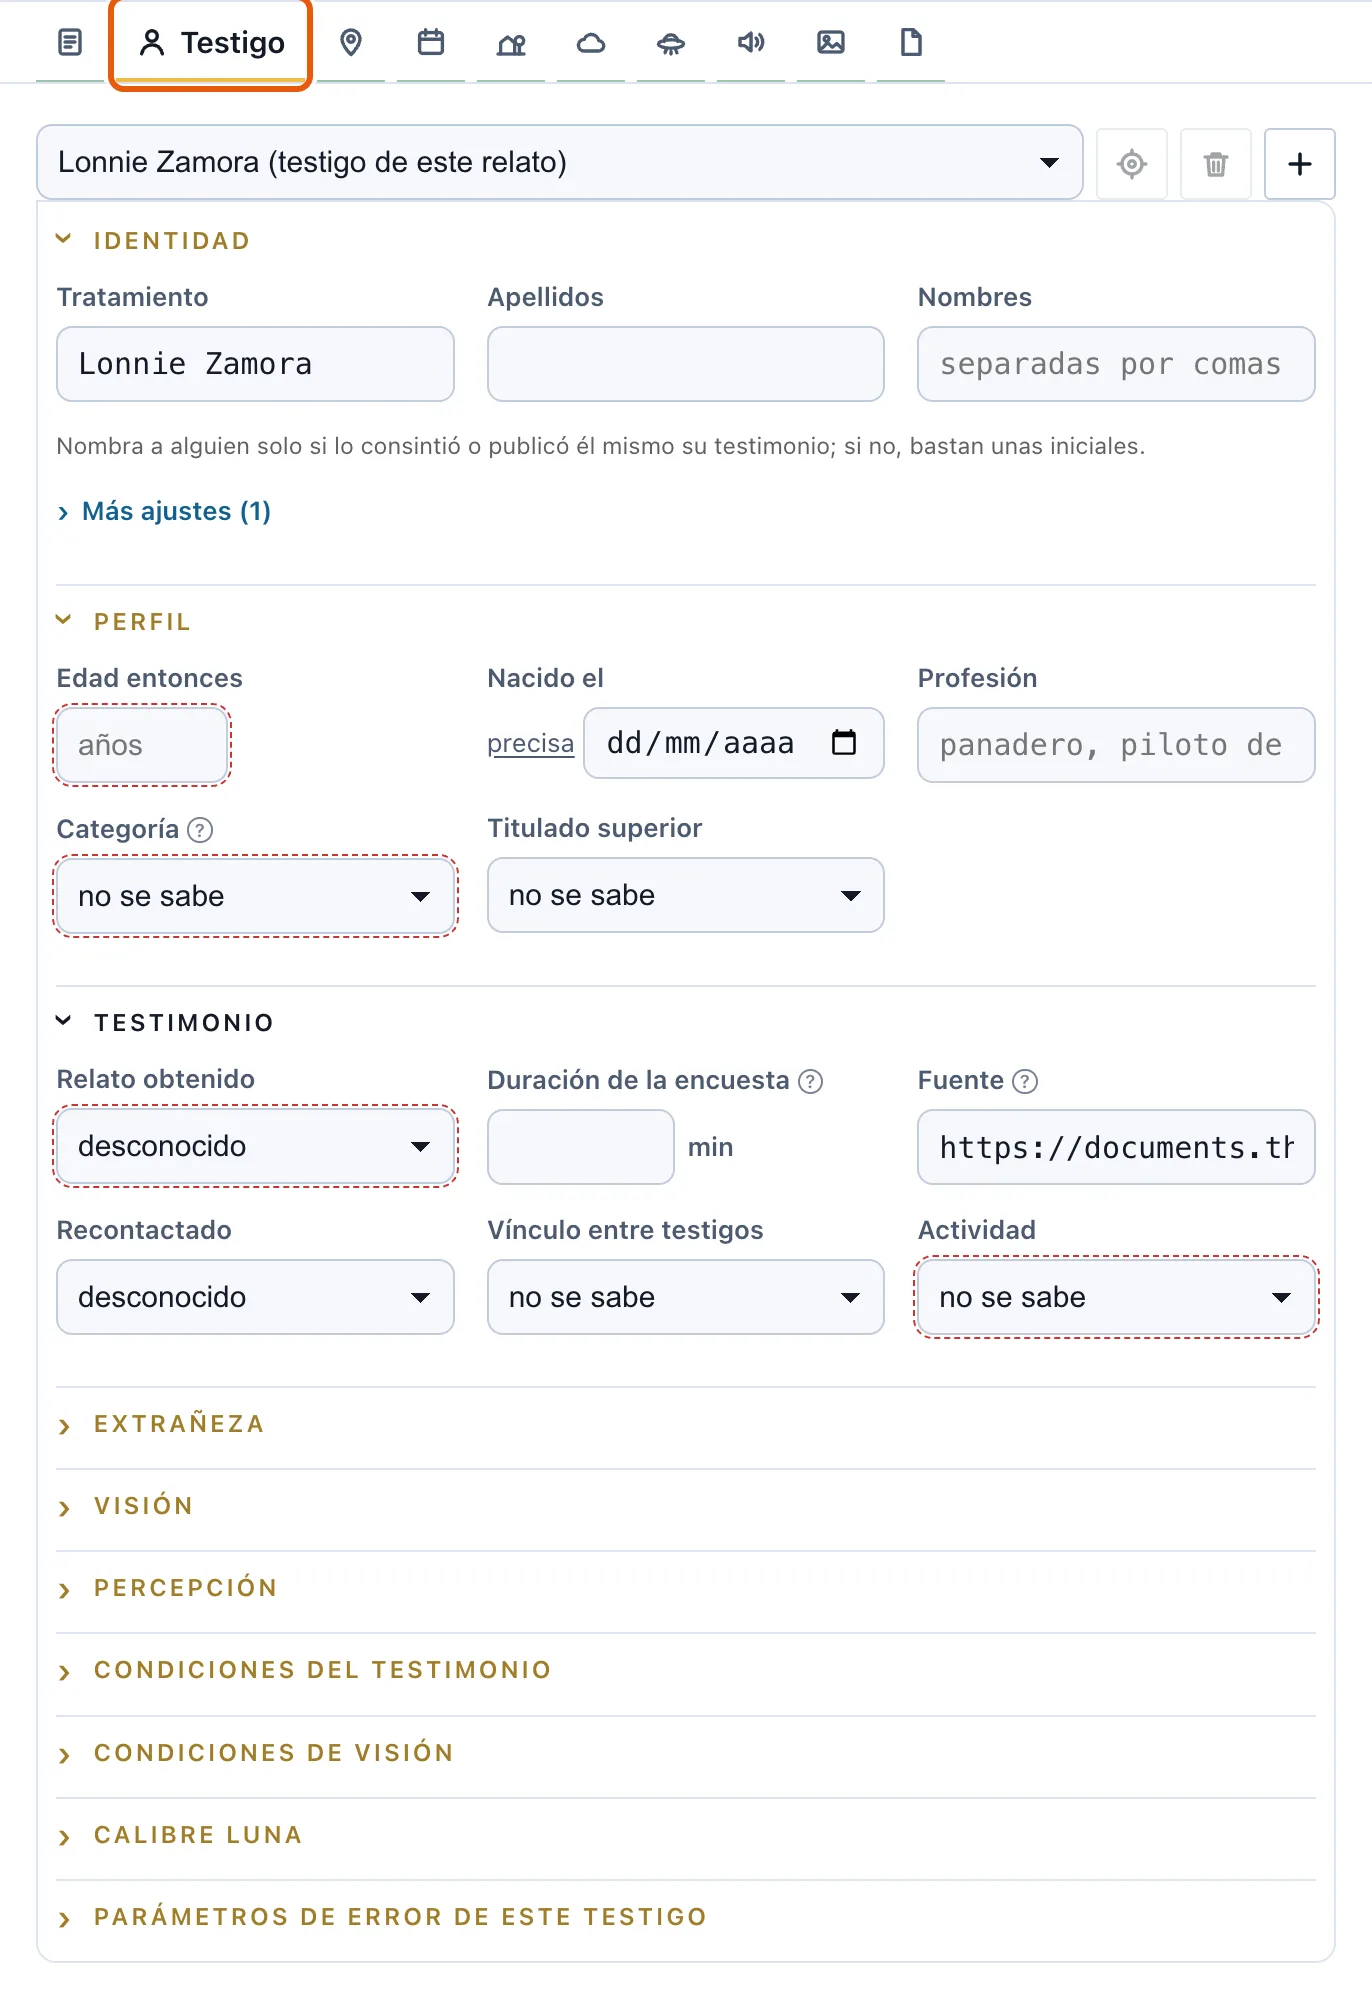 Testigo
Lonnie Zamora (testigo de este relato)
IDENTIDAD
Tratamiento
Apellidos
Nombres
Lonnie Zamora
separadas por comas
Nombra a alguien solo si lo consintió o publicó él mismo su testimonio; si no, bastan unas iniciales.
Más ajustes (1)
PERFIL
Edad entonces
Nacido el
Profesión
años
precisa
dd/mm/aaaa
panadero, piloto de
Categoría ?
Titulado superior
no se sabe
no se sabe
TESTIMONIO
Relato obtenido
Duración de la encuesta ?
Fuente ?
desconocido
min
https://documents.th
Recontactado
Vínculo entre testigos
Actividad
desconocido
no se sabe
no se sabe
EXTRAÑEZA
VISIÓN
PERCEPCIÓN
CONDICIONES DEL TESTIMONIO
CONDICIONES DE VISIÓN
CALIBRE LUNA
PARÁMETROS DE ERROR DE ESTE TESTIGO